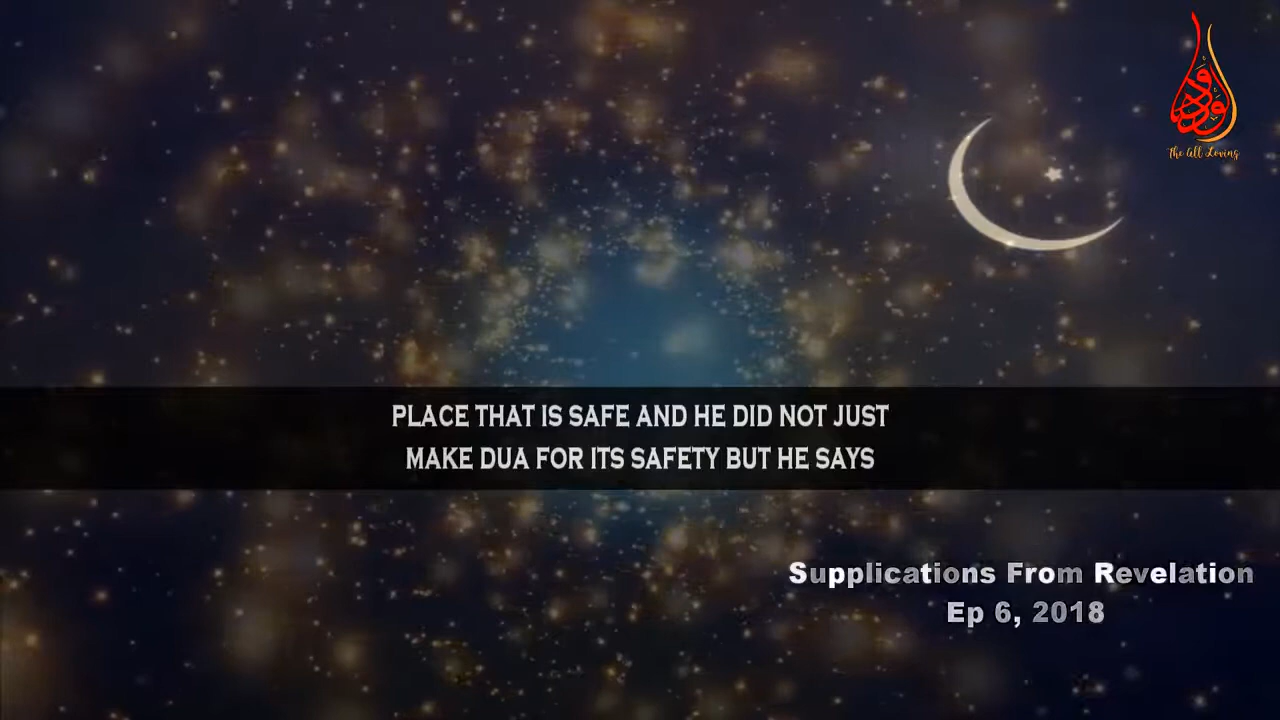 الودود
The All Loving
PLACE THAT IS SAFE AND HE DID NOT JUST
MAKE DUA FOR ITS SAFETY BUT HE SAYS
Supplications From Revelation
Ep 6, 2018